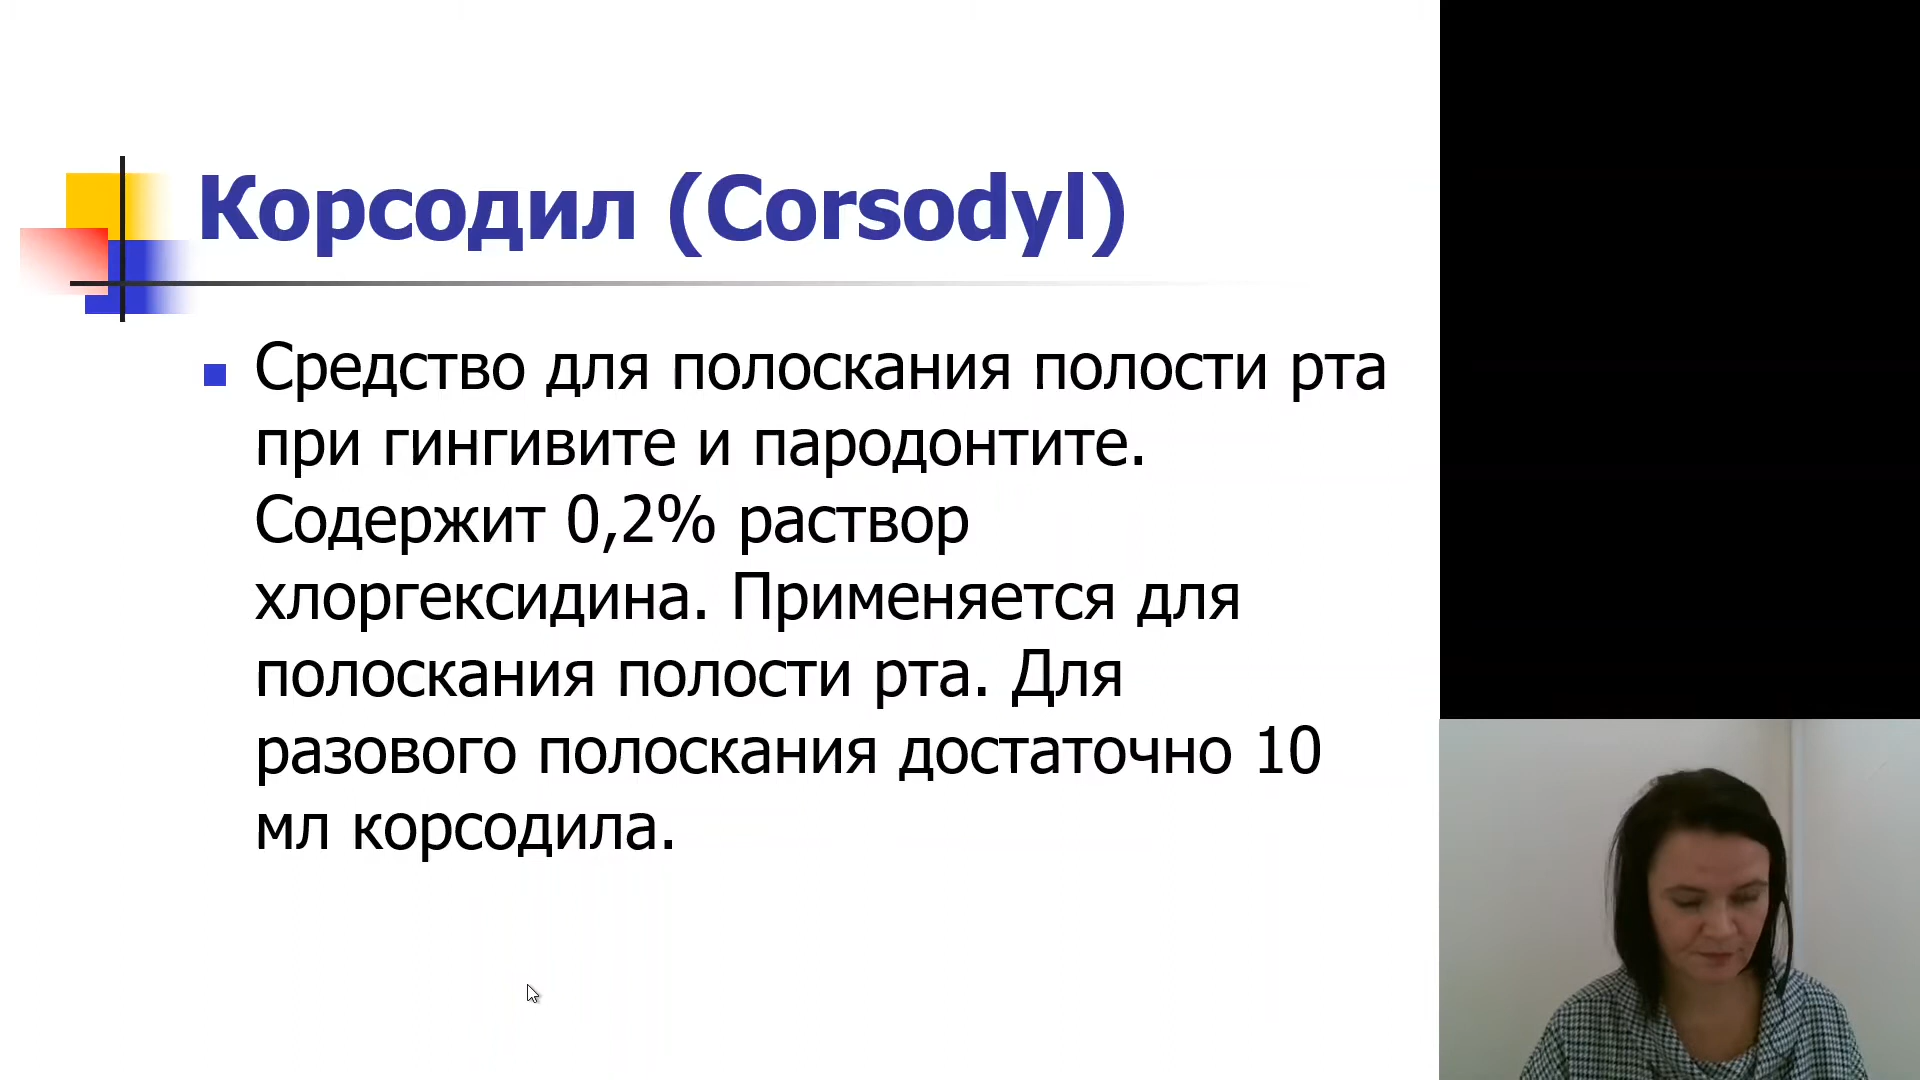 Корсодил (Corsodyl)
Средство для полоскания полости рта
при гингивите и пародонтите.
Содержит 0,2% раствор
хлоргексидина. Применяется для
полоскания полости рта. Для
разового полоскания достаточно 10
мл корсодила.